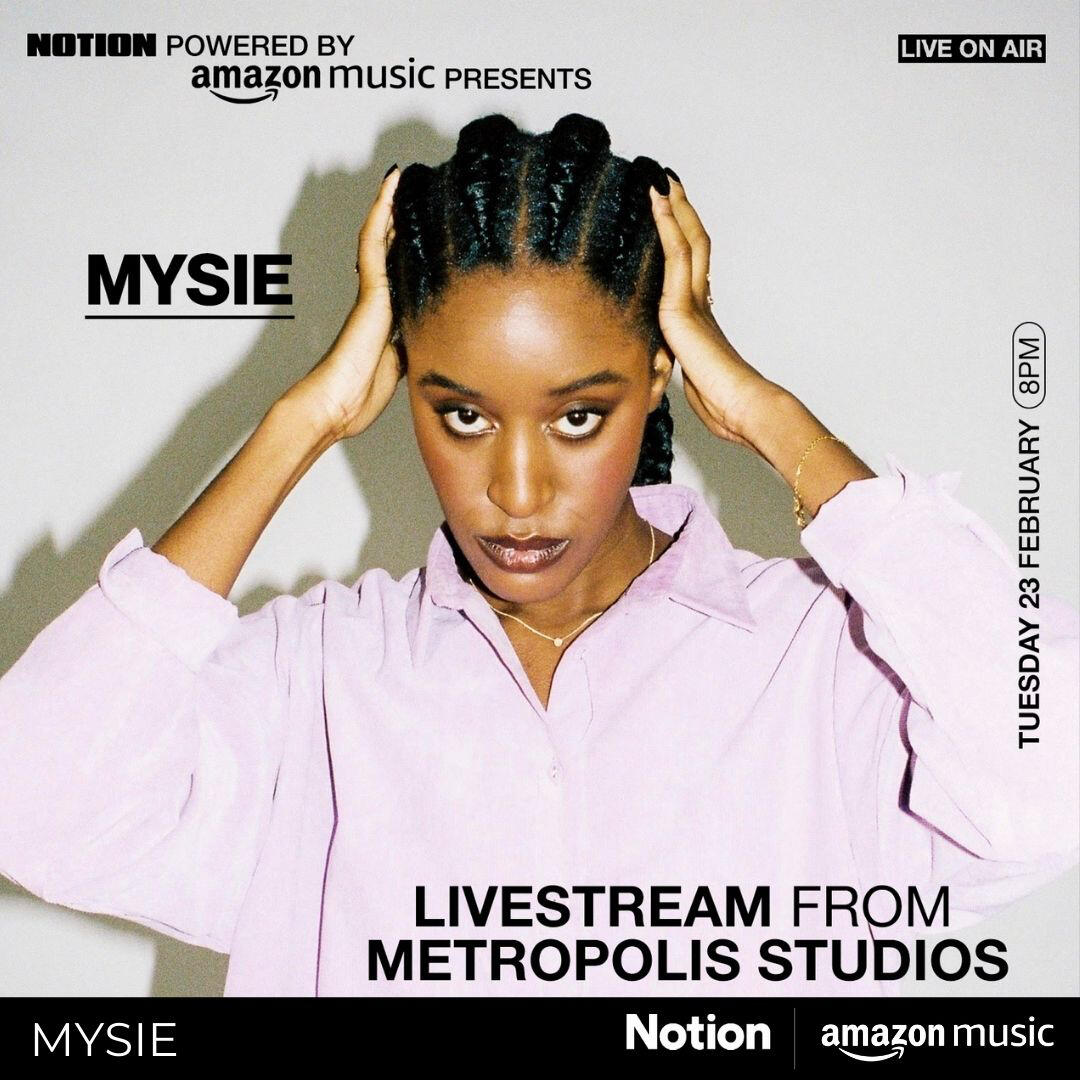 NOTION POWERED BY
amazon music PRESENTS
LIVE ON AIR
MYSIE
TUESDAY 23 FEBRUARY 8PM
LIVESTREAM FROM
METROPOLIS STUDIOS
MYSIE
Notion
amazon music